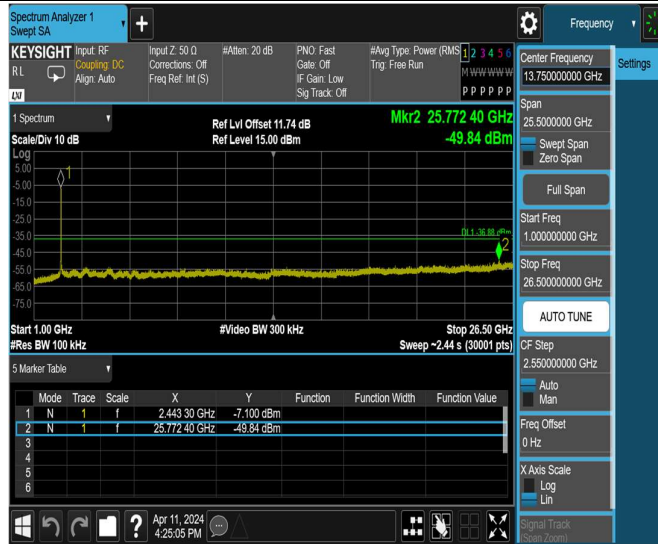 Spectrum Analyzer 1
Swept SA
+
Frequency
KEYSIGHT
RL
LXI
Input: RF
Coupling: DC
Align: Auto
Input Z: 50 Ω
Corrections: Off
Freq Ref: Int (S)
#Atten: 20 dB
PNO: Fast
Gate: Off
IF Gain: Low
Sig Track: Off
#Avg Type: Power (RMS
Trig: Free Run
1 2 3 4 5 6
M W W W W W
P P P P P P
Center Frequency
13.750000000 GHz
Settings
Span
25.5000000 GHz
Swept Span
Zero Span
Full Span
Start Freq
1.000000000 GHz
Stop Freq
26.500000000 GHz
AUTO TUNE
CF Step
2.550000000 GHz
Auto
Man
Freq Offset
0 Hz
X Axis Scale
Log
Lin
Signal Track
(Span Zoom)
1 Spectrum
Scale/Div 10 dB
Ref Lvl Offset 11.74 dB
Ref Level 15.00 dBm
Mkr2 25.772 40 GHz
-49.84 dBm
Log
5.00
-5.00
-15.0
-25.0
-35.0
-45.0
-55.0
-65.0
-75.0
1
DL1 -36.88 dBm
2
Start 1.00 GHz
#Res BW 100 kHz
#Video BW 300 kHz
Stop 26.50 GHz
Sweep ~2.44 s (30001 pts)
5 Marker Table
Mode Trace Scale X Y Function Function Width Function Value
1 N 1 f 2.443 30 GHz -7.100 dBm
2 N 1 f 25.772 40 GHz -49.84 dBm
3
4
5
6
?
Apr 11, 2024
4:25:05 PM